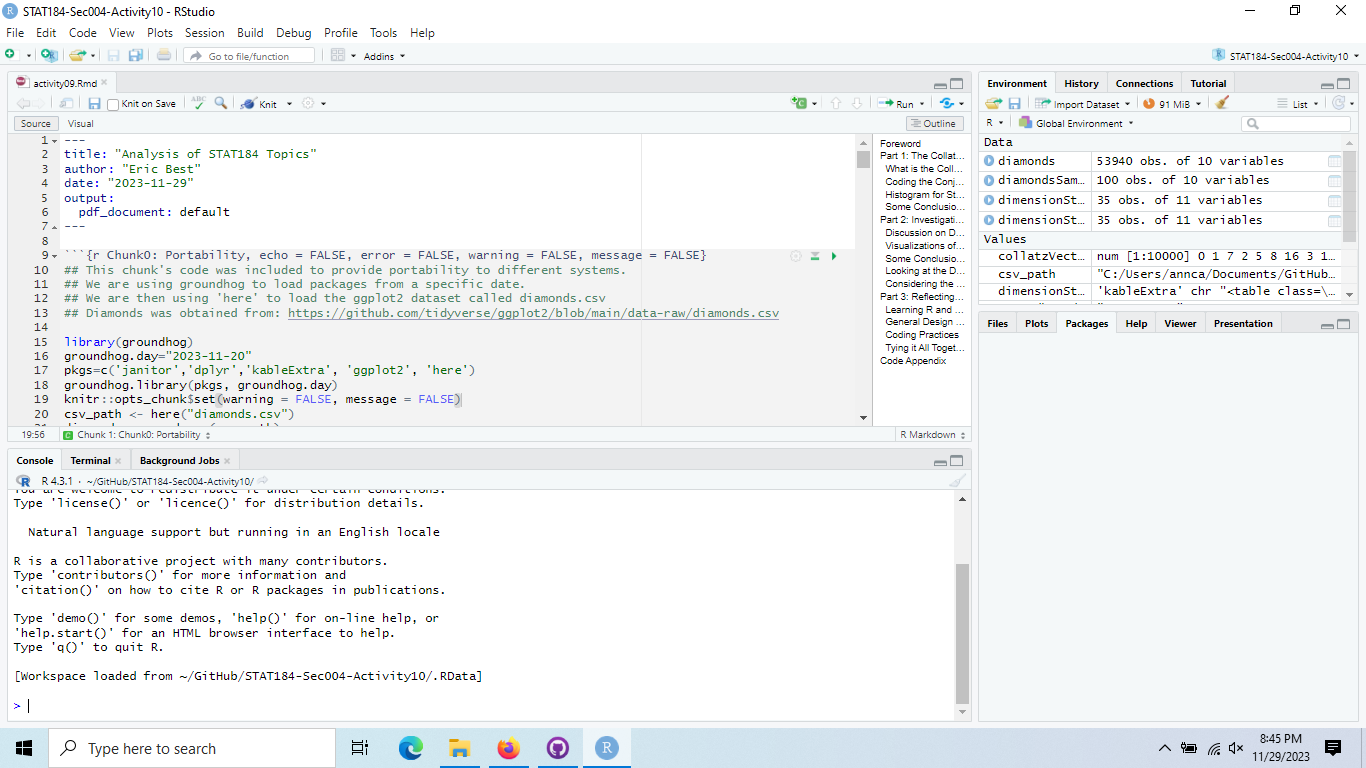 STAT184-Sec004-Activity10 - RStudio
File Edit Code View Plots Session Build Debug Profile Tools Help
Go to file/function Addins STAT184-Sec004-Activity10
activity09.Rmd
Knit on Save ABC Knit Run
Source Visual Outline
1 ---
2 title: "Analysis of STAT184 Topics"
3 author: "Eric Best"
4 date: "2023-11-29"
5 output:
6 pdf_document: default
7 ---
8
9 ```{r Chunk0: Portability, echo = FALSE, error = FALSE, warning = FALSE, message = FALSE}
10 ## This chunk's code was included to provide portability to different systems.
11 ## We are using groundhog to load packages from a specific date.
12 ## We are then using 'here' to load the ggplot2 dataset called diamonds.csv
13 ## Diamonds was obtained from: https://github.com/tidyverse/ggplot2/blob/main/data-raw/diamonds.csv
14
15 library(groundhog)
16 groundhog.day="2023-11-20"
17 pkgs=c('janitor','dplyr','kableExtra', 'ggplot2', 'here')
18 groundhog.library(pkgs, groundhog.day)
19 knitr::opts_chunk$set(warning = FALSE, message = FALSE)
20 csv_path <- here("diamonds.csv")
19:56 Chunk 1: Chunk0: Portability R Markdown
Foreword
Part 1: The Collat...
What is the Coll...
Coding the Conj...
Histogram for St...
Some Conclusio...
Part 2: Investigati...
Discussion on D...
Visualizations of...
Some Conclusio...
Looking at the D...
Considering the ...
Part 3: Reflecting...
Learning R and ...
General Design ...
Coding Practices
Tying it All Toget...
Code Appendix
Console Terminal Background Jobs
R 4.3.1 · ~/GitHub/STAT184-Sec004-Activity10/
You are welcome to redistribute it under certain conditions.
Type 'license()' or 'licence()' for distribution details.
Natural language support but running in an English locale
R is a collaborative project with many contributors.
Type 'contributors()' for more information and
'citation()' on how to cite R or R packages in publications.
Type 'demo()' for some demos, 'help()' for on-line help, or
'help.start()' for an HTML browser interface to help.
Type 'q()' to quit R.
[Workspace loaded from ~/GitHub/STAT184-Sec004-Activity10/.RData]
>
Environment History Connections Tutorial
Import Dataset 91 MiB List
R Global Environment
Data
diamonds 53940 obs. of 10 variables
diamondsSam... 100 obs. of 10 variables
dimensionSt... 35 obs. of 11 variables
dimensionSt... 35 obs. of 11 variables
Values
collatzVect... num [1:10000] 0 1 7 2 5 8 16 3 1...
csv_path "C:/Users/annca/Documents/GitHub...
dimensionSt... 'kableExtra' chr "<table class=\...
Files Plots Packages Help Viewer Presentation
Type here to search
8:45 PM
11/29/2023